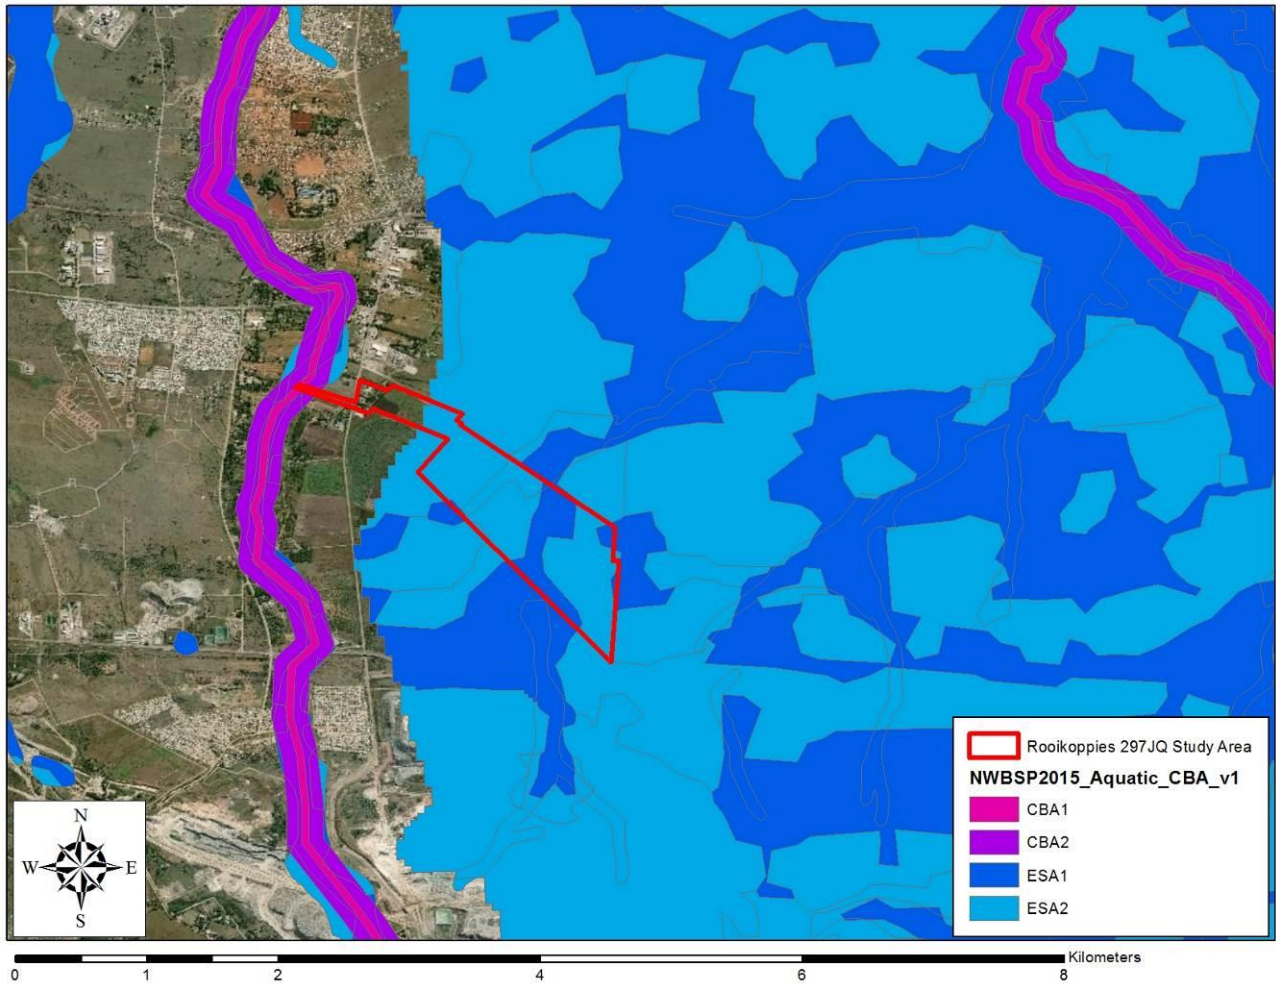 Rooikoppies 297JQ Study Area
NWBSP2015_Aquatic_CBA_v1
CBA1
CBA2
ESA1
ESA2
N
W E
S
Kilometers
0 1 2 4 6 8